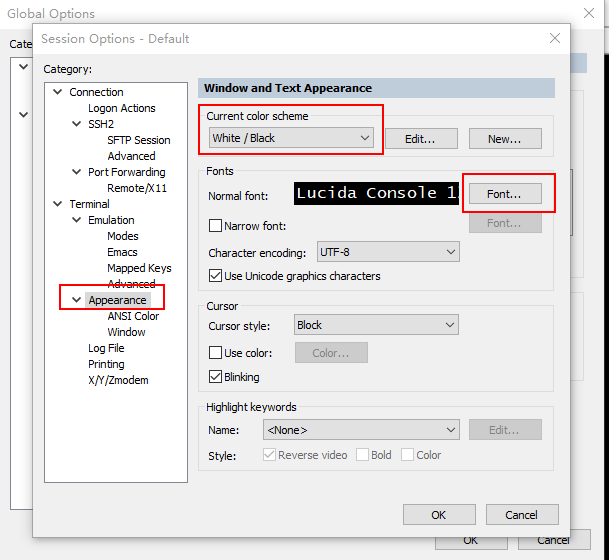 Global Options
Session Options - Default
Category:
Connection
Logon Actions
SSH2
SFTP Session
Advanced
Port Forwarding
Remote/X11
Terminal
Emulation
Modes
Emacs
Mapped Keys
Advanced
Appearance
ANSI Color
Window
Log File
Printing
X/Y/Zmodem
Window and Text Appearance
Current color scheme
White / Black
Edit...
New...
Fonts
Normal font:
Lucida Console 1
Font...
Narrow font:
Font...
Character encoding:
UTF-8
Use Unicode graphics characters
Cursor
Cursor style:
Block
Use color:
Color...
Blinking
Highlight keywords
Name:
<None>
Edit...
Style:
Reverse video
Bold
Color
OK
Cancel
OK
Cancel